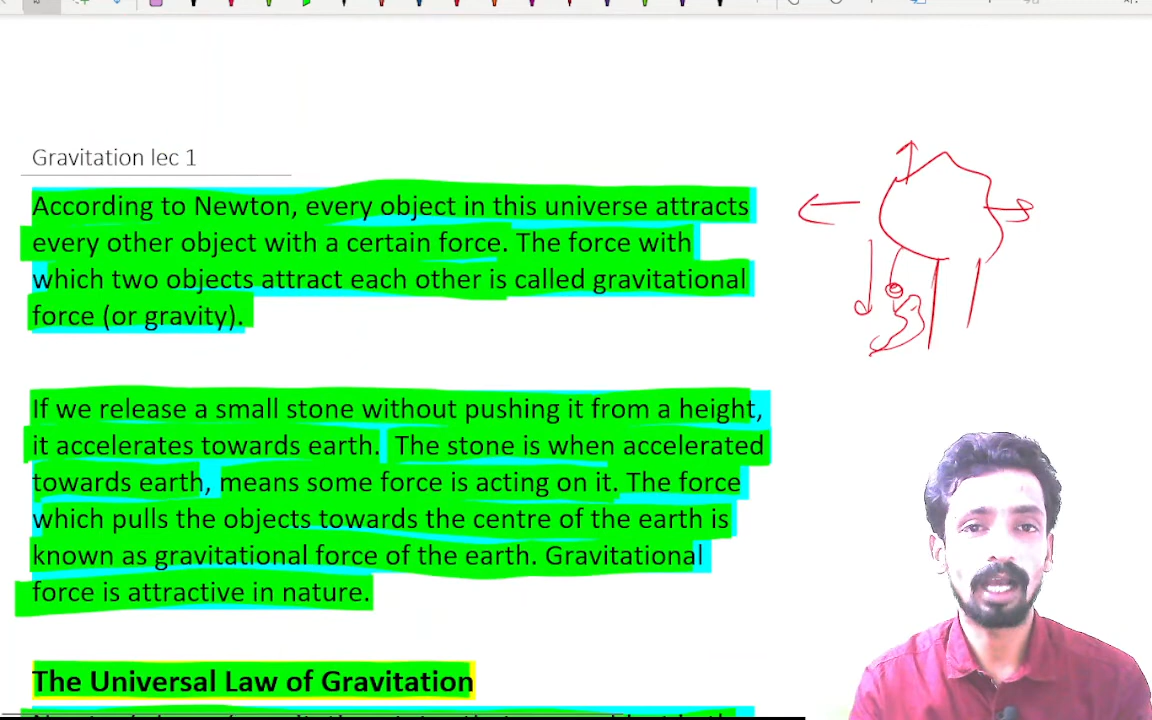 Gravitation lec 1
According to Newton, every object in this universe attracts
every other object with a certain force. The force with
which two objects attract each other is called gravitational
force (or gravity).
If we release a small stone without pushing it from a height,
it accelerates towards earth. The stone is when accelerated
towards earth, means some force is acting on it. The force
which pulls the objects towards the centre of the earth is
known as gravitational force of the earth. Gravitational
force is attractive in nature.
The Universal Law of Gravitation